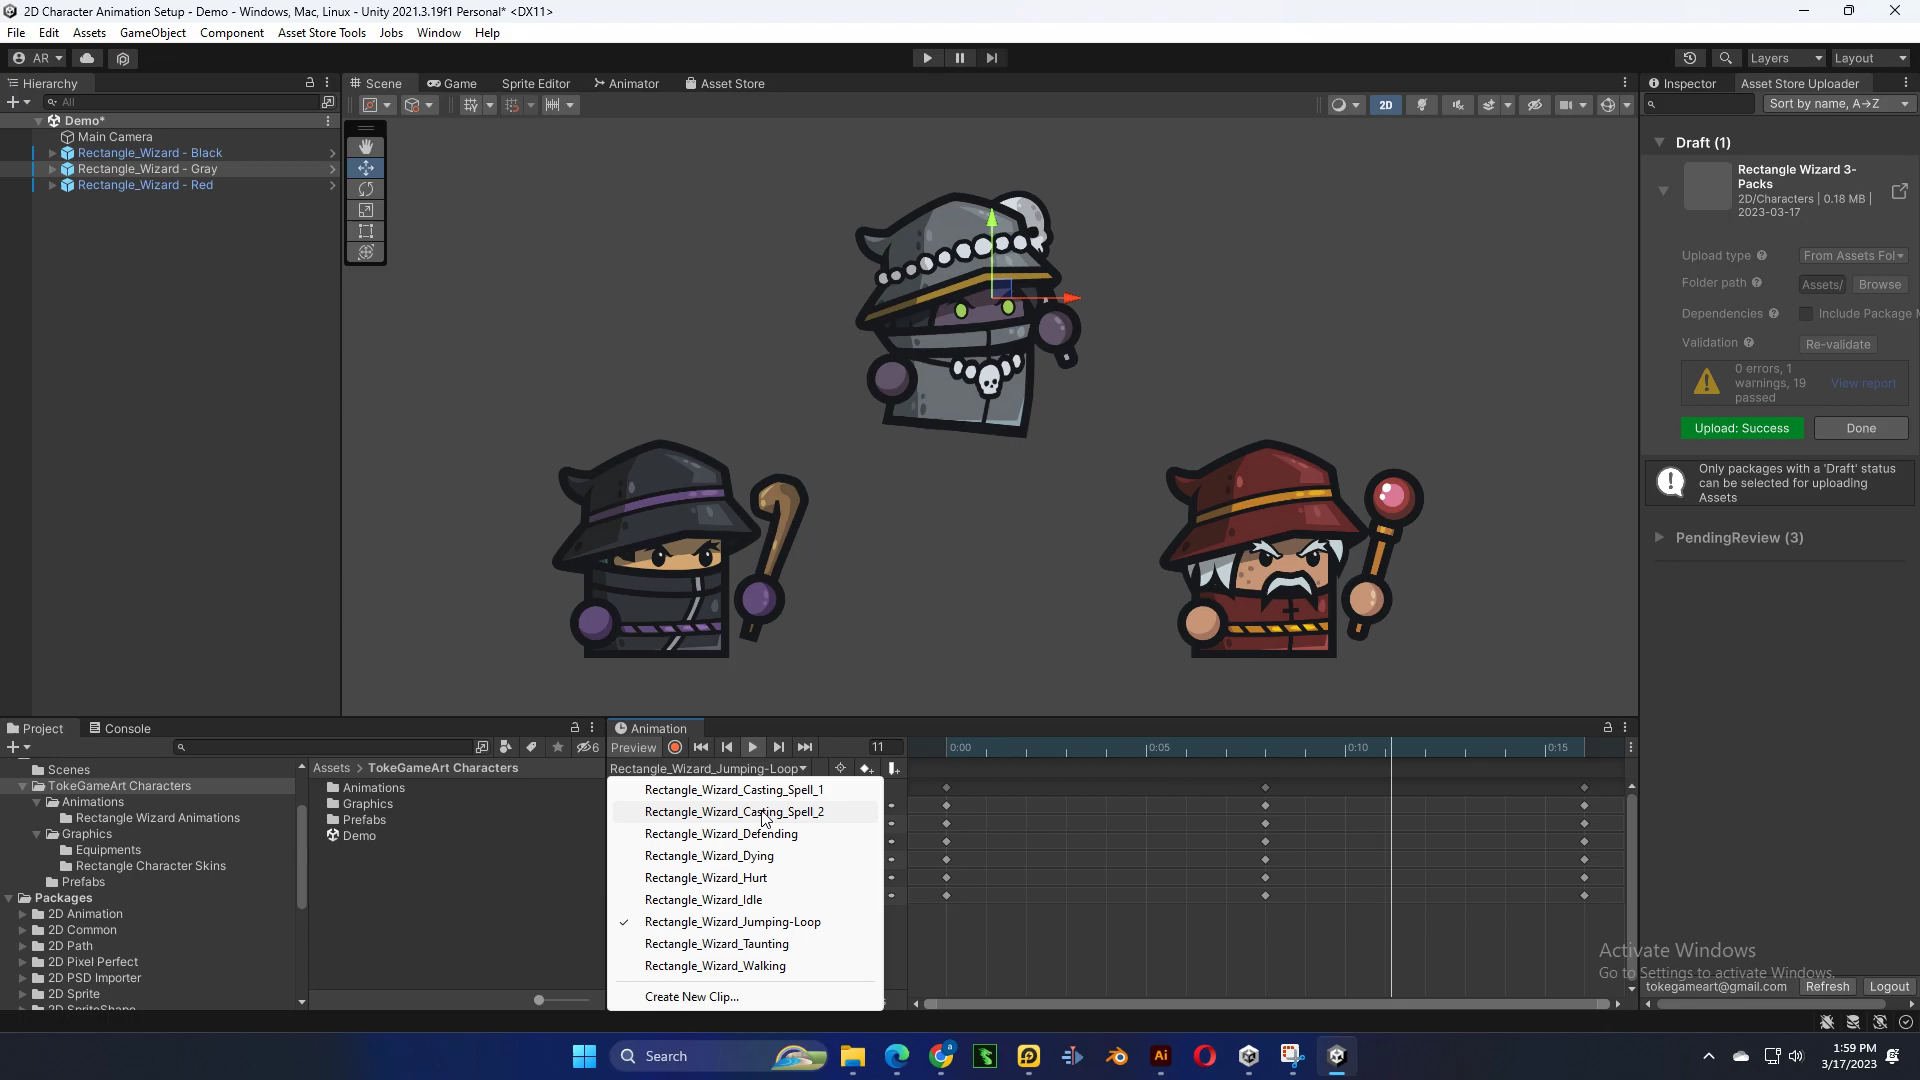 2D Character Animation Setup - Demo - Windows, Mac, Linux - Unity 2021.3.19f1 Personal* <DX11>
File Edit Assets GameObject Component Asset Store Tools Jobs Window Help
AR Layers Layout
Hierarchy Scene Game Sprite Editor Animator Asset Store Inspector Asset Store Uploader
All 2D Sort by name, A→Z
Demo*
Main Camera
Rectangle_Wizard - Black
Rectangle_Wizard - Gray
Rectangle_Wizard - Red
Draft (1)
Rectangle Wizard 3-
Packs
2D/Characters | 0.18 MB |
2023-03-17
Upload type From Assets Fol
Folder path Assets/ Browse
Dependencies Include Package M
Validation Re-validate
0 errors, 1
warnings, 19
passed
View report
Upload: Success Done
Only packages with a 'Draft' status
can be selected for uploading
Assets
PendingReview (3)
Project Console
6
Scenes
TokeGameArt Characters
Animations
Rectangle Wizard Animations
Graphics
Equipments
Rectangle Character Skins
Prefabs
Packages
2D Animation
2D Common
2D Path
2D Pixel Perfect
2D PSD Importer
2D Sprite
2D SpriteShape
Assets > TokeGameArt Characters
Animations
Graphics
Prefabs
Demo
Animation
Preview 11 0:00 0:05 0:10 0:15
Rectangle_Wizard_Jumping-Loop
Rectangle_Wizard_Casting_Spell_1
Rectangle_Wizard_Casting_Spell_2
Rectangle_Wizard_Defending
Rectangle_Wizard_Dying
Rectangle_Wizard_Hurt
Rectangle_Wizard_Idle
Rectangle_Wizard_Jumping-Loop
Rectangle_Wizard_Taunting
Rectangle_Wizard_Walking
Create New Clip...
Activate Windows
Go to Settings to activate Windows.
tokegameart@gmail.com Refresh Logout
Search
a
Ai
1:59 PM
3/17/2023